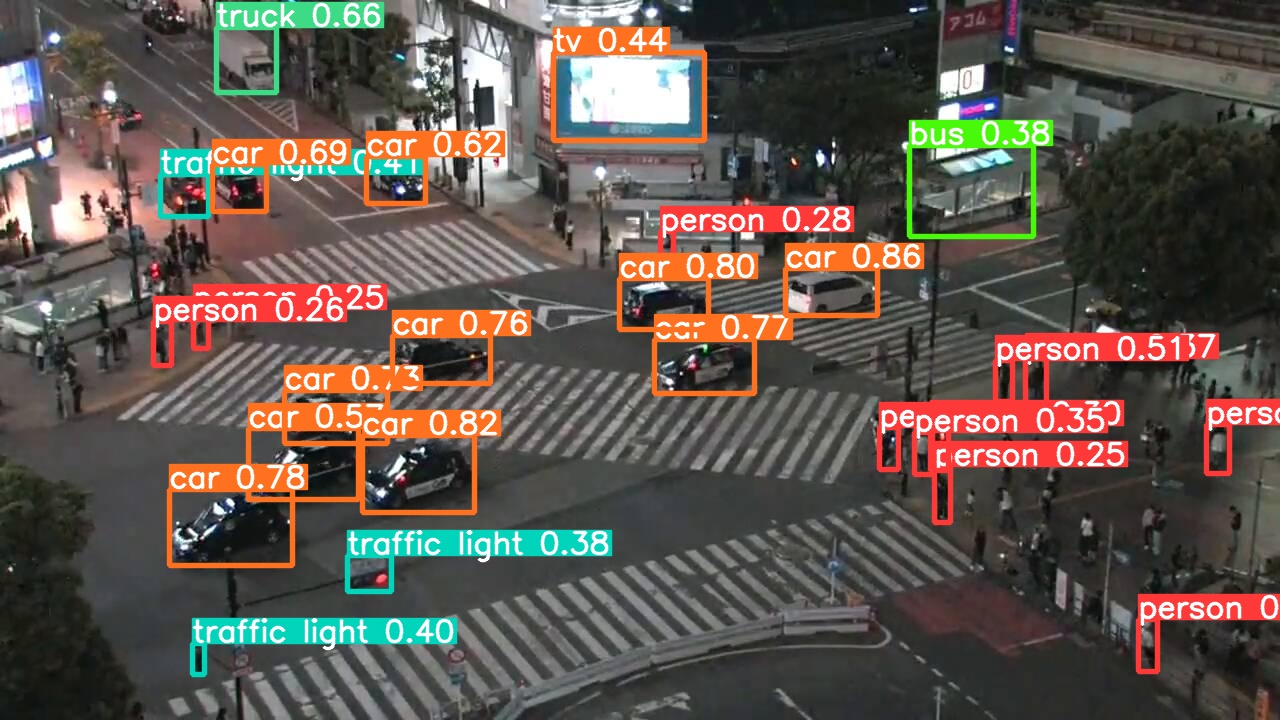 truck 0.66
tv 0.44
アコム
bus 0.38
car 0.62
car 0.69
traffic light 0.41
person 0.28
car 0.86
car 0.80
person 0.25
person 0.26
car 0.76
car 0.77
person 0.51
car 0.73
person 0.35
car 0.57
car 0.82
person 0.25
car 0.78
traffic light 0.38
person 0
traffic light 0.40